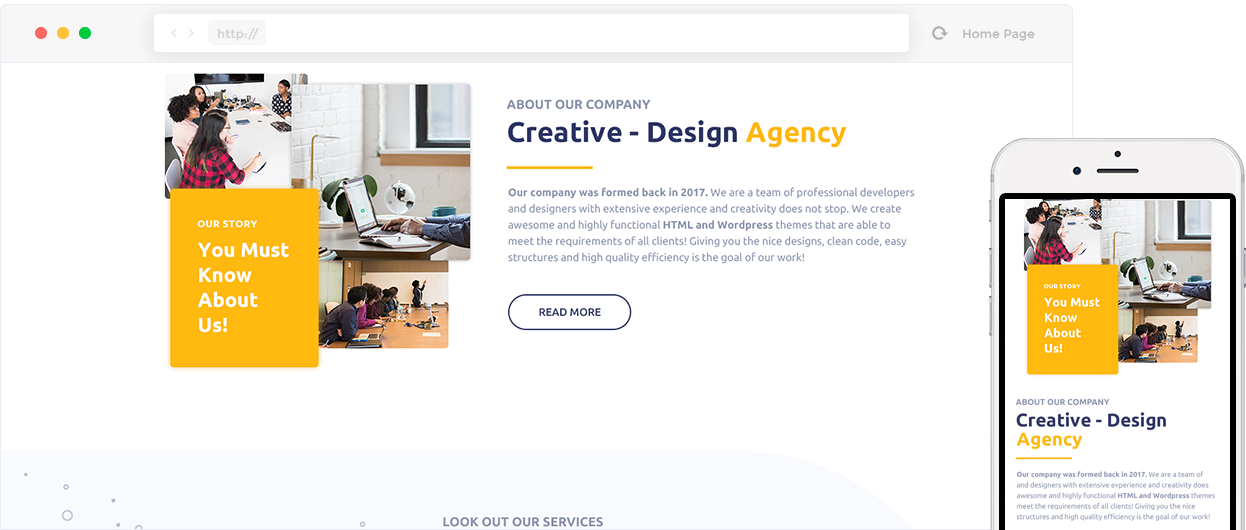 http://
Home Page
OUR STORY
You Must
Know
About
Us!
ABOUT OUR COMPANY
Creative - Design Agency
Our company was formed back in 2017. We are a team of professional developers
and designers with extensive experience and creativity does not stop. We create
awesome and highly functional HTML and Wordpress themes that are able to
meet the requirements of all clients! Giving you the nice designs, clean code, easy
structures and high quality efficiency is the goal of our work!
READ MORE
LOOK OUT OUR SERVICES
OUR STORY
You Must
Know
About
Us!
ABOUT OUR COMPANY
Creative - Design
Agency
Our company was formed back in 2017. We are a team of
and designers with extensive experience and creativity does
awesome and highly functional HTML and Wordpress themes
meet the requirements of all clients! Giving you the nice designs,
structures and high quality efficiency is the goal of our work!